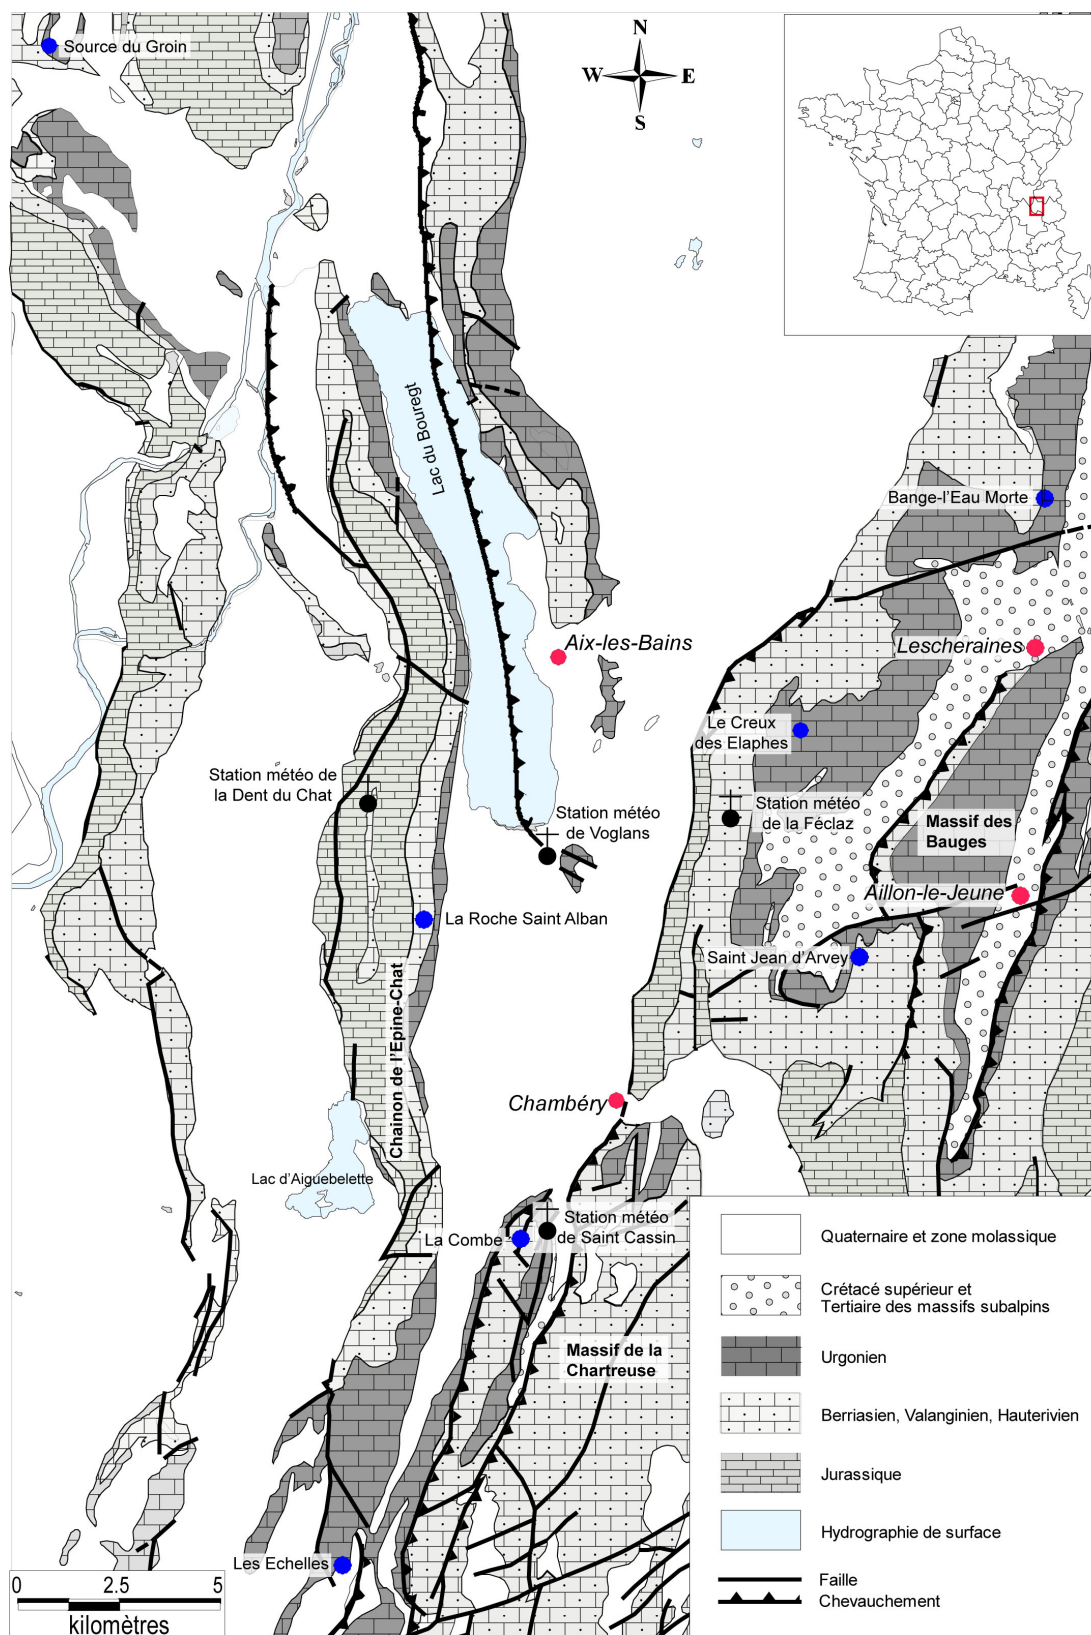 Source du Groin
N
W
E
S
Lac du Bouregt
Bange-l'Eau Morte
Aix-les-Bains
Lescheraines
Le Creux
des Elaphes
Station météo de
la Dent du Chat
Station météo
de Voglans
Station météo
de la Féclaz
Massif des
Bauges
Aillon-le-Jeune
La Roche Saint Alban
Saint Jean d'Arvey
Chainon de l'Epine-Chat
Chambéry
Lac d'Aiguebelette
Station météo
de Saint Cassin
La Combe
Massif de la
Chartreuse
Les Echelles
0 2.5 5
kilomètres
Quaternaire et zone molassique
Crétacé supérieur et
Tertiaire des massifs subalpins
Urgonien
Berriasien, Valanginien, Hauterivien
Jurassique
Hydrographie de surface
Faille
Chevauchement